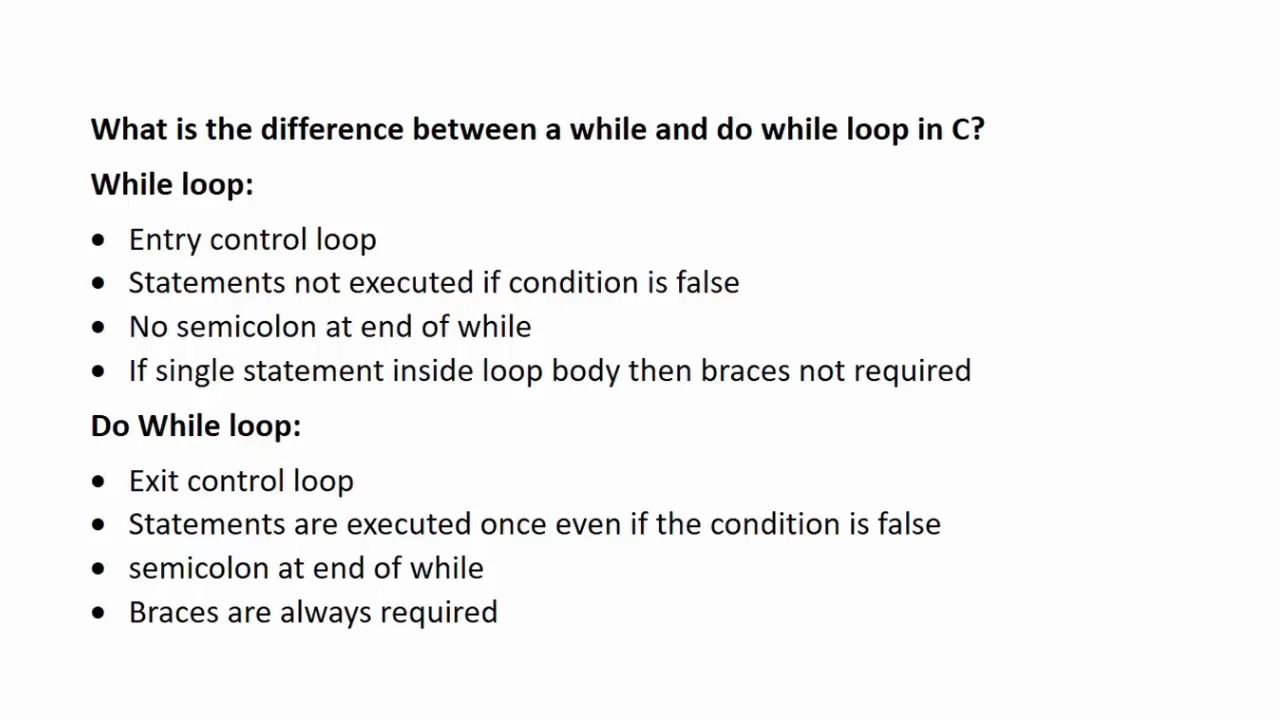 What is the difference between a while and do while loop in C?
While loop:
• Entry control loop
• Statements not executed if condition is false
• No semicolon at end of while
• If single statement inside loop body then braces not required
Do While loop:
• Exit control loop
• Statements are executed once even if the condition is false
• semicolon at end of while
• Braces are always required